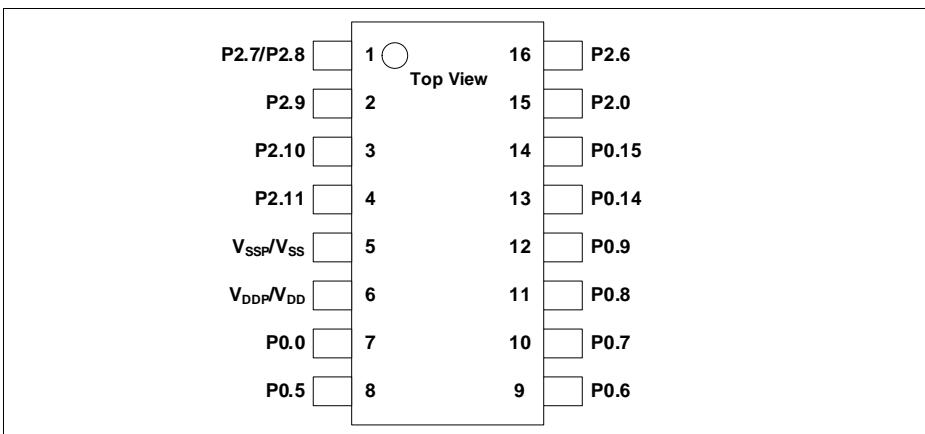 P2.7/P2.8 1 16 P2.6
Top View
P2.9 2 15 P2.0
P2.10 3 14 P0.15
P2.11 4 13 P0.14
VSSP/VSS 5 12 P0.9
VDDP/VDD 6 11 P0.8
P0.0 7 10 P0.7
P0.5 8 9 P0.6